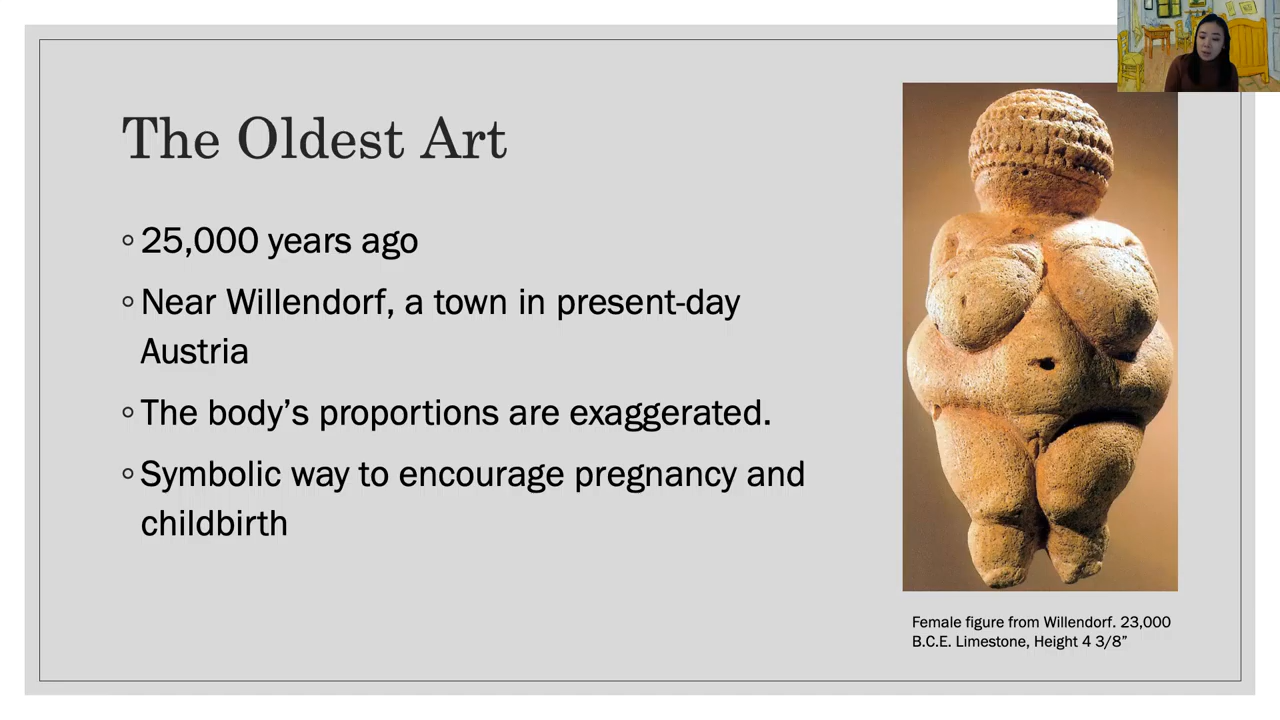 The Oldest Art
◦ 25,000 years ago
◦ Near Willendorf, a town in present-day
Austria
◦ The body’s proportions are exaggerated.
◦ Symbolic way to encourage pregnancy and
childbirth
Female figure from Willendorf. 23,000
B.C.E. Limestone, Height 4 3/8”